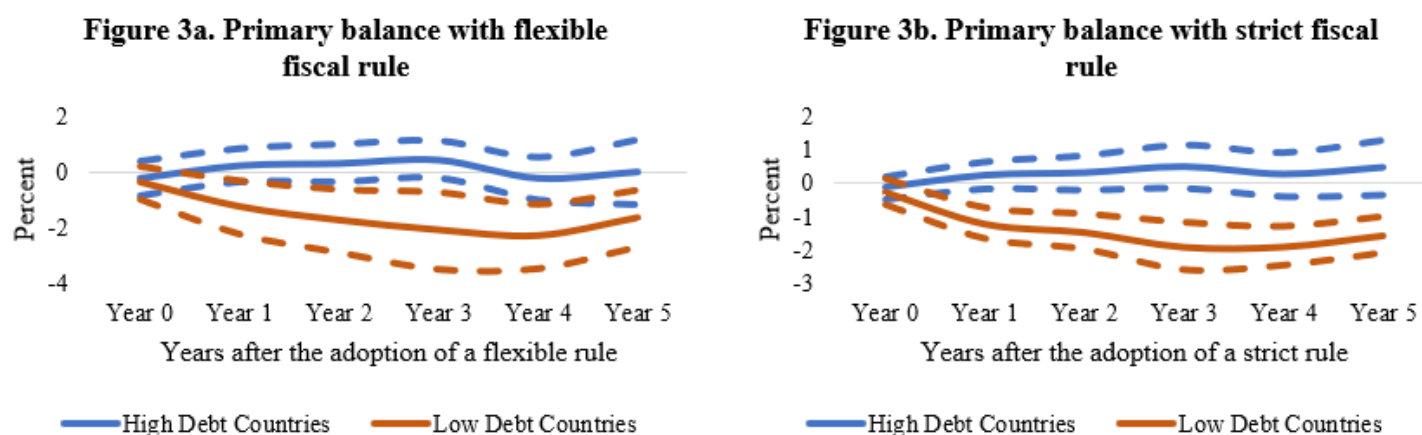 Figure 3a. Primary balance with flexible
fiscal rule
2
0
-2
-4
Percent
Year 0 Year 1 Year 2 Year 3 Year 4 Year 5
Years after the adoption of a flexible rule
High Debt Countries Low Debt Countries
Figure 3b. Primary balance with strict fiscal
rule
2
1
0
-1
-2
-3
Percent
Year 0 Year 1 Year 2 Year 3 Year 4 Year 5
Years after the adoption of a strict rule
High Debt Countries Low Debt Countries